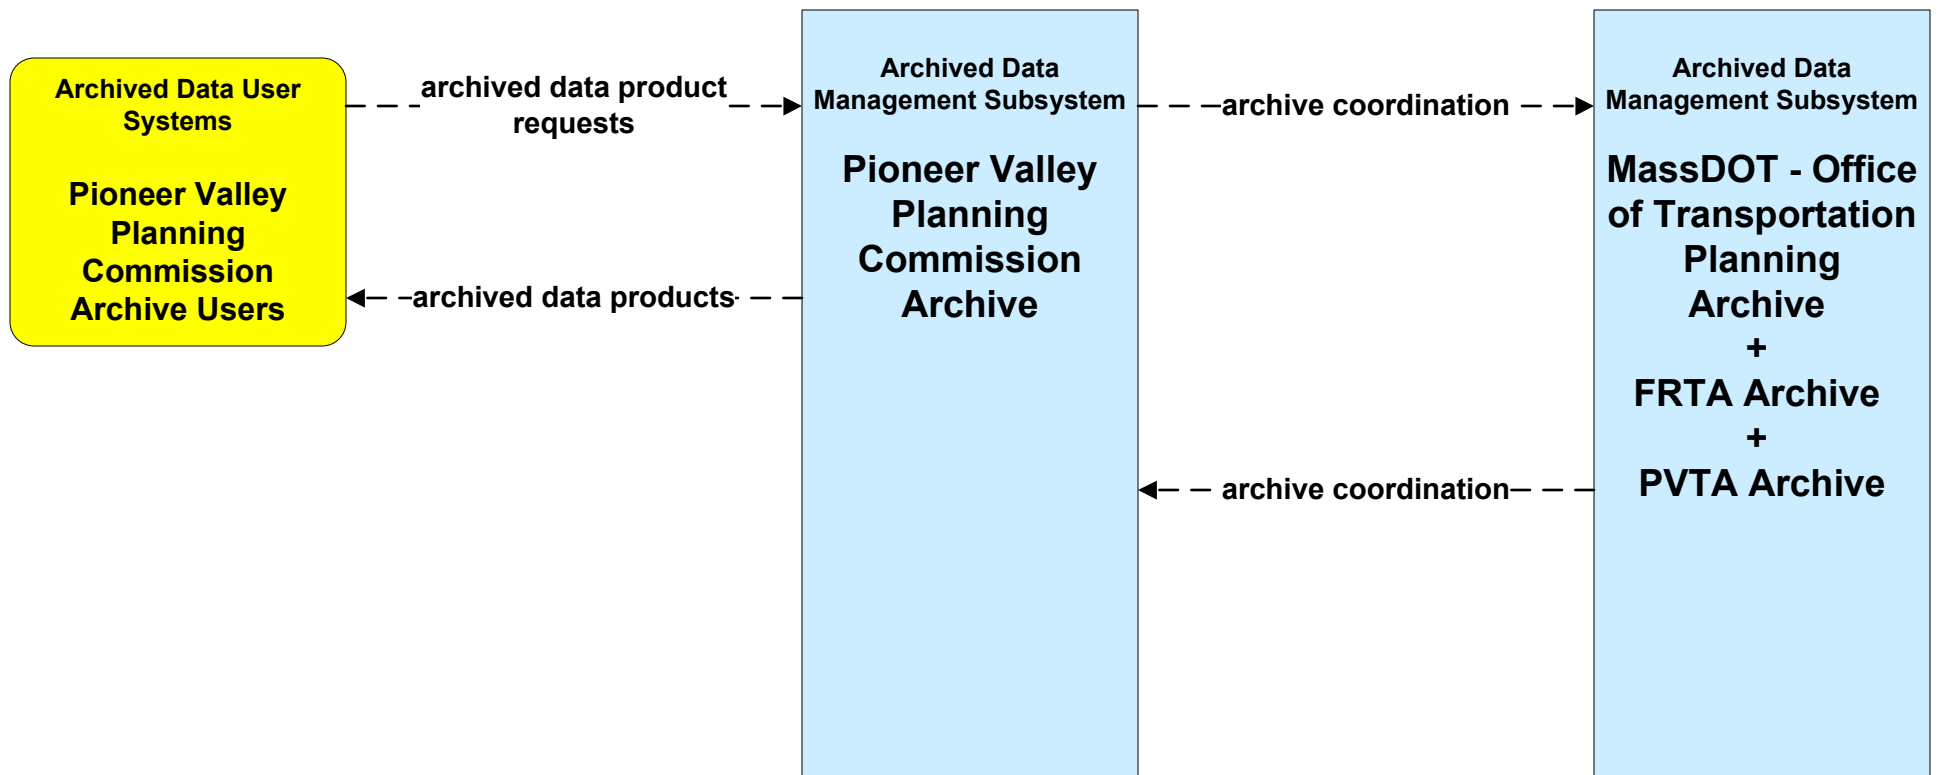 Archived Data User
Systems
Pioneer Valley
Planning
Commission
Archive Users
archived data product
requests
archived data products
Archived Data
Management Subsystem
Pioneer Valley
Planning
Commission
Archive
archive coordination
archive coordination
Archived Data
Management Subsystem
MassDOT - Office
of Transportation
Planning
Archive
+
FRTA Archive
+
PVTA Archive